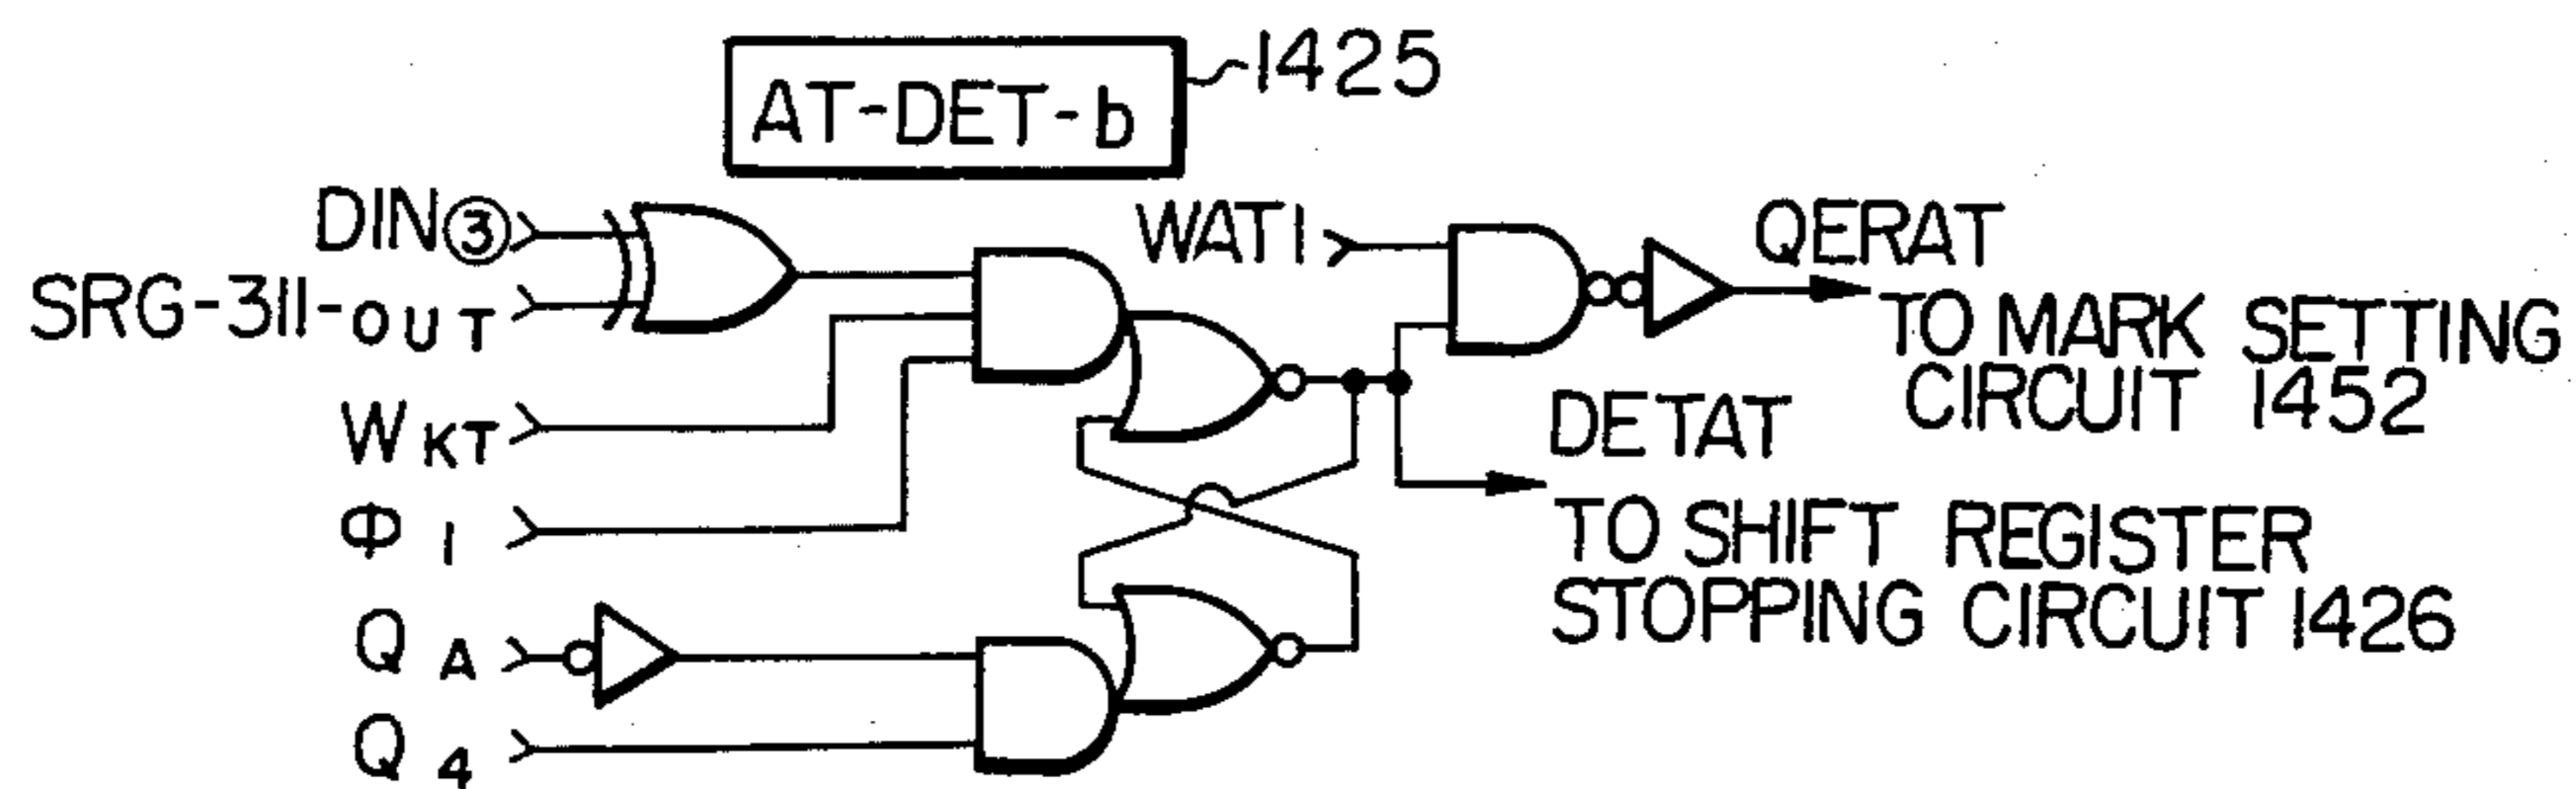 1425
AT-DET-b
DIN③
SRG-311-OUT
WKT
Φ1
QA
Q4
WAT1
QERAT
TO MARK SETTING
CIRCUIT 1452
DETAT
TO SHIFT REGISTER
STOPPING CIRCUIT 1426